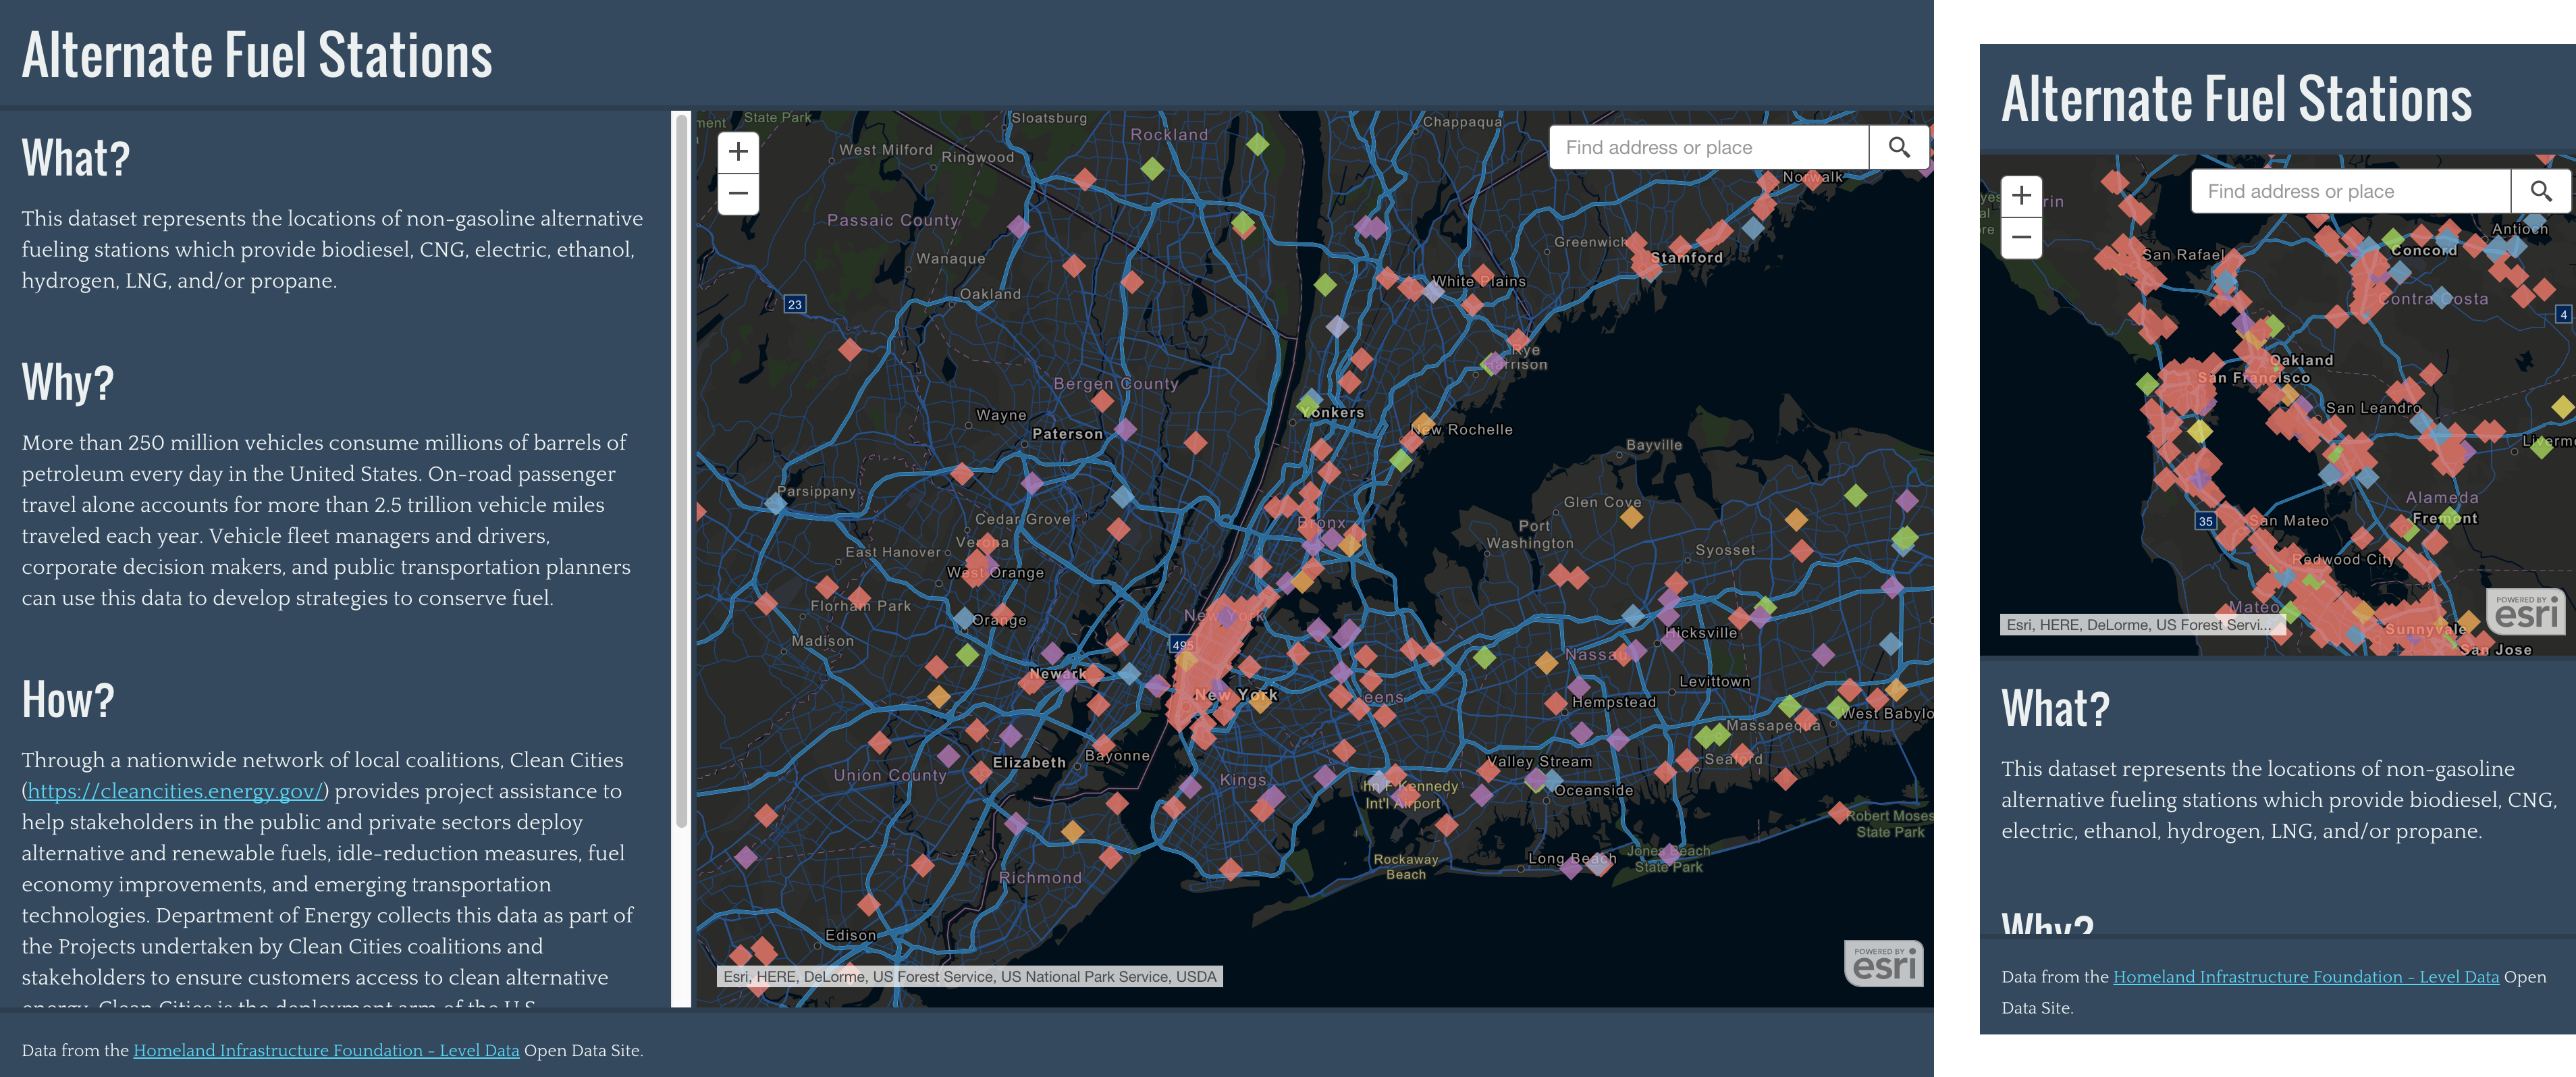 Alternate Fuel Stations
What?
This dataset represents the locations of non-gasoline alternative
fueling stations which provide biodiesel, CNG, electric, ethanol,
hydrogen, LNG, and/or propane.
Why?
More than 250 million vehicles consume millions of barrels of
petroleum every day in the United States. On-road passenger
travel alone accounts for more than 2.5 trillion vehicle miles
traveled each year. Vehicle fleet managers and drivers,
corporate decision makers, and public transportation planners
can use this data to develop strategies to conserve fuel.
How?
Through a nationwide network of local coalitions, Clean Cities
(https://cleancities.energy.gov/) provides project assistance to
help stakeholders in the public and private sectors deploy
alternative and renewable fuels, idle-reduction measures, fuel
economy improvements, and emerging transportation
technologies. Department of Energy collects this data as part of
the Projects undertaken by Clean Cities coalitions and
stakeholders to ensure customers access to clean alternative
energy. Clean Cities is the deployment arm of the U.S.
State Park
Sloatsburg
Chappaqua
Find address or place
Rockland
West Milford
Ringwood
Norwalk
Passaic County
Greenwich
Stamford
Wanaque
White Plains
Oakland
23
Rye
Harrison
Bergen County
Wayne
Yonkers
Paterson
New Rochelle
Bayville
Parsippany
Glen Cove
Cedar Grove
Bronx
Port
Washington
Verona
East Hanover
Syosset
West Orange
Florham Park
New York
Orange
Hicksville
Madison
495
Nassau
Newark
Levittown
New York
Hempstead
West Babylo
Massapequa
Bayonne
Elizabeth
Valley Stream
Seaford
Union County
Kings
Kennedy
Int'l Airport
Oceanside
Robert Moses
State Park
Rockaway
Beach
Long Beach
Jones Beach
State Park
Richmond
Edison
Esri, HERE, DeLorme, US Forest Service, US National Park Service, USDA
POWERED BY
esri
Data from the Homeland Infrastructure Foundation - Level Data Open Data Site.
Alternate Fuel Stations
Find address or place
Antioch
San Rafael
Concord
Contra Costa
4
Oakland
San Francisco
San Leandro
Liverm
Alameda
35
San Mateo
Fremont
Redwood City
Mateo
Sunnyvale
San Jose
Esri, HERE, DeLorme, US Forest Servi...
POWERED BY
esri
What?
This dataset represents the locations of non-gasoline
alternative fueling stations which provide biodiesel, CNG,
electric, ethanol, hydrogen, LNG, and/or propane.
Why?
Data from the Homeland Infrastructure Foundation - Level Data Open
Data Site.